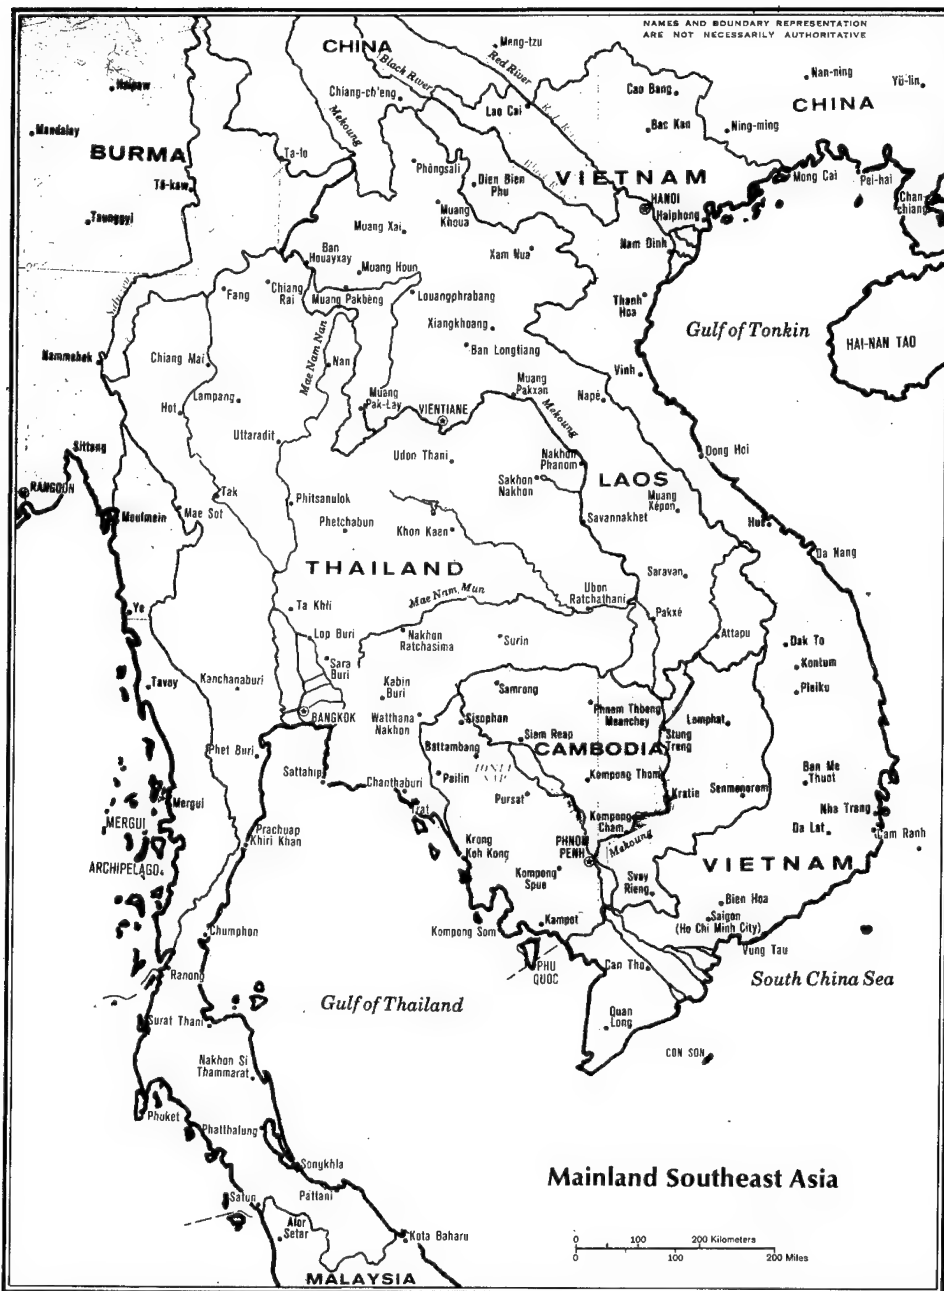 NAMES AND BOUNDARY REPRESENTATION
ARE NOT NECESSARILY AUTHORITATIVE
CHINA
Meng-tzu
Red River
Black River
Nan-ning
Yü-lin
Chiang-ch'eng
Cao Bang
CHINA
Lao Cai
Mekoung
Mandalay
Bac Kan
Ning-ming
BURMA
Ta-lo
Phôngsali
VIETNAM
Mong Cai
Pei-hai
Dien Bien
Phu
Taunggyi
HANOI
Haiphong
Chan-
chiang
Muang
Khoua
Muang Xai
Nam Dinh
Ban
Houayxay
Xam Nua
Muang Houn
Fang
Chiang
Rai
Muang Pakbèng
Louangphrabang
Thanh
Hoa
Xiangkhoang
Gulf of Tonkin
HAI-NAN TAO
Mae Nam Nan
Ban Longtiang
Nammekok
Chiang Mai
Nan
Vinh
Muang
Pakxan
Napè
Lampang
Muang
Pak-Lay
VIENTIANE
Mekoung
Hot
Uttaradit
Sittang
Udon Thani
Nakhon
Phanom
Dong Hoi
Sakhon
Nakhon
LAOS
RANGOON
Tak
Phitsanulok
Muang
Xépon
Moulmein
Mae Sot
Phetchabun
Khon Kaen
Savannakhet
Hue
Da Nang
THAILAND
Saravan
Ubon
Ratchathani
Mae Nam Mun
Ye
Ta Khli
Pakxé
Lop Buri
Nakhon
Ratchasima
Surin
Attapu
Dak To
Sara
Buri
Kontum
Tavoy
Kanchanaburi
Kabin
Buri
Samrong
Pleiku
BANGKOK
Watthana
Nakhon
Sisophon
Phnom Thbeng
Meanchey
Lomphat
Siem Reap
Stung
Treng
Phet Buri
Battambang
CAMBODIA
Ban Me
Thuot
Sattahip
Chanthaburi
Pailin
Kompong Thom
Senmonorom
Pursat
Kratie
Nha Trang
Mergui
Trat
MERGUI
Kompong
Cham
Da Lat
Cam Ranh
Prachuap
Khiri Khan
PHNOM
PENH
Mekoung
Krong
Koh Kong
VIETNAM
ARCHIPELAGO
Kompong
Spue
Svay
Rieng
Bien Hoa
Chumphon
Kompong Som
Kampot
Saigon
(Ho Chi Minh City)
Vung Tau
Ranong
PHU
QUOC
Can Tho
South China Sea
Gulf of Thailand
Surat Thani
Quan
Long
CON SON
Nakhon Si
Thammarat
Phuket
Phatthalung
Songkhla
Mainland Southeast Asia
Pattani
Satun
Alor
Setar
Kota Baharu
0 100 200 Kilometers
0 100 200 Miles
MALAYSIA